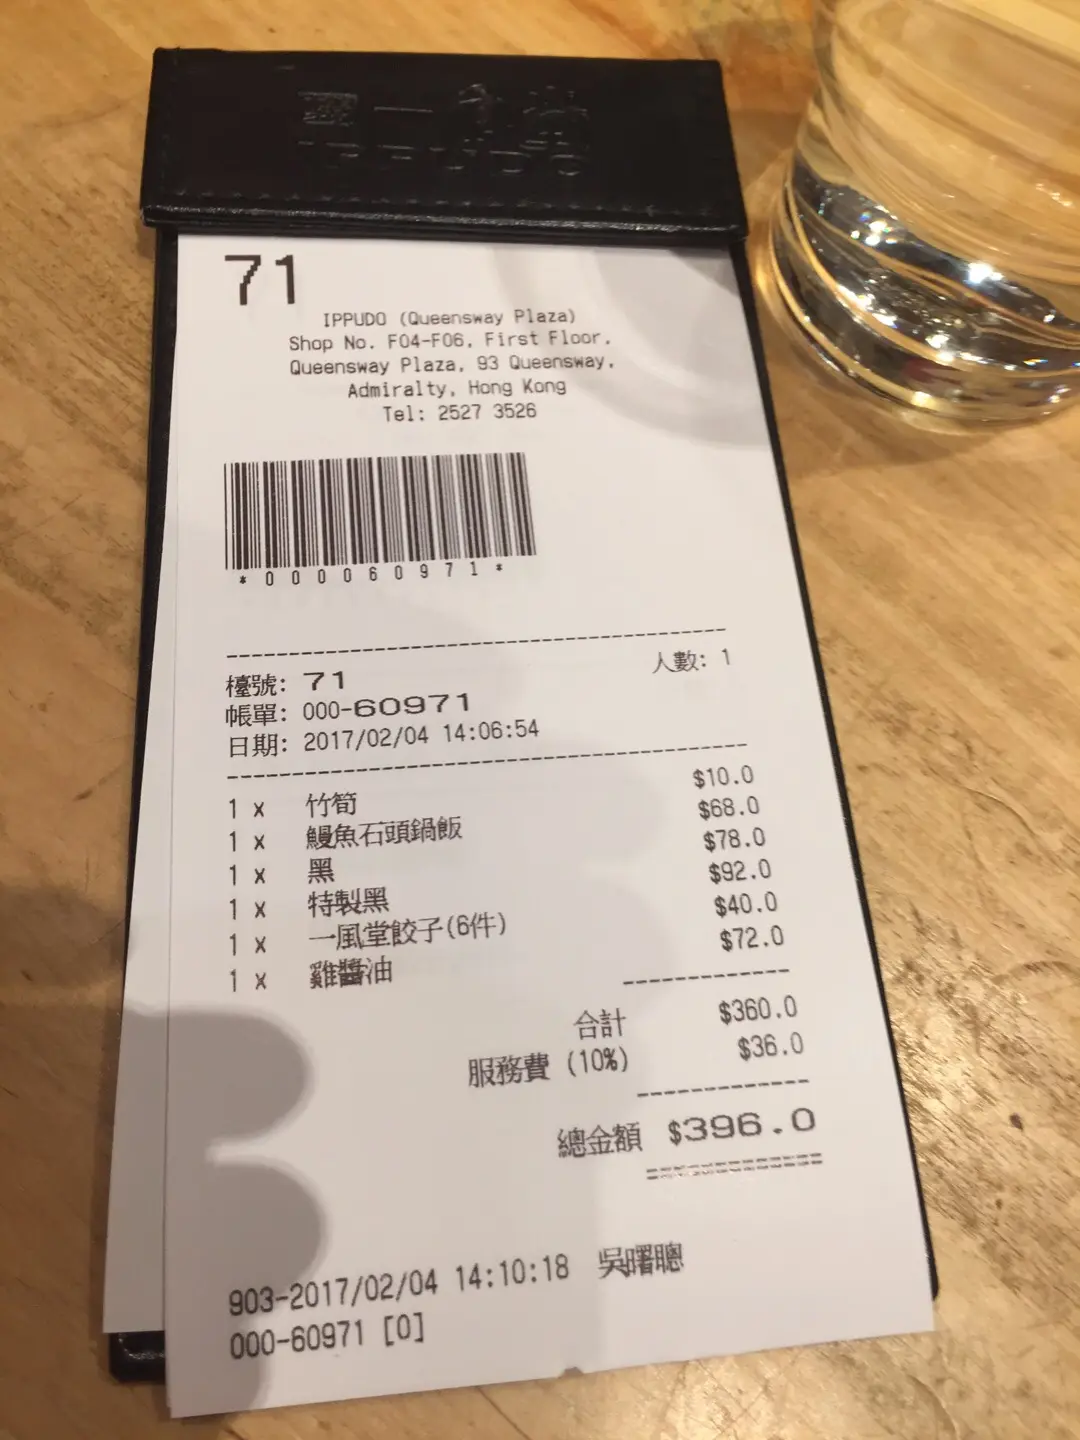 IPPUDO
71
IPPUDO (Queensway Plaza)
Shop No. F04-F06, First Floor,
Queensway Plaza, 93 Queensway,
Admiralty, Hong Kong
Tel: 2527 3526
*000060971*
檯號: 71 人數: 1
帳單: 000-60971
日期: 2017/02/04 14:06:54
1 x 竹筍 $10.0
1 x 鰻魚石頭鍋飯 $68.0
1 x 黑 $78.0
1 x 特製黑 $92.0
1 x 一風堂餃子(6件) $40.0
1 x 雞醬油 $72.0
合計 $360.0
服務費 (10%) $36.0
總金額 $396.0
903-2017/02/04 14:10:18 吳曙聰
000-60971 [0]